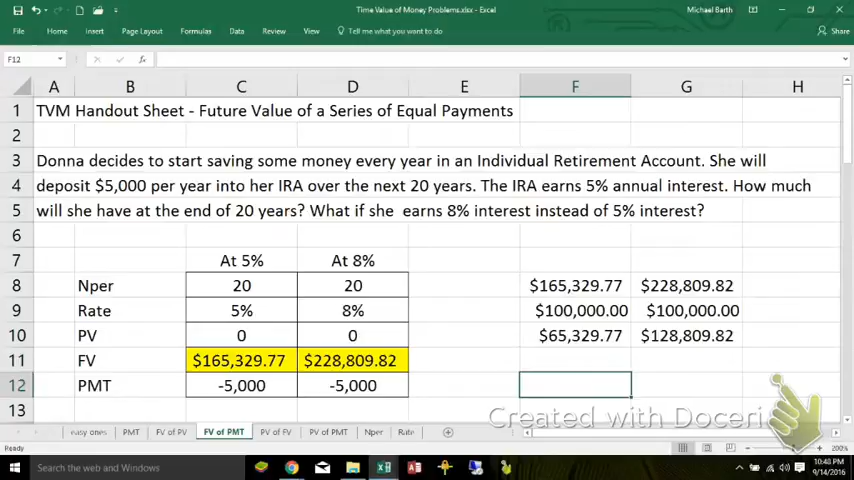 Time Value of Money Problems.xlsx - Excel
Michael Barth
File Home Insert Page Layout Formulas Data Review View Tell me what you want to do Share
F12 fx
A B C D E F G H
1 TVM Handout Sheet - Future Value of a Series of Equal Payments
2
3 Donna decides to start saving some money every year in an Individual Retirement Account. She will
4 deposit $5,000 per year into her IRA over the next 20 years. The IRA earns 5% annual interest. How much
5 will she have at the end of 20 years? What if she earns 8% interest instead of 5% interest?
6
7 At 5% At 8%
8 Nper 20 20 $165,329.77 $228,809.82
9 Rate 5% 8% $100,000.00 $100,000.00
10 PV 0 0 $65,329.77 $128,809.82
11 FV $165,329.77 $228,809.82
12 PMT -5,000 -5,000
13
Created with Doceri
easy ones PMT FV of PV FV of PMT PV of FV PV of PMT Nper Rate
Ready 200%
Search the web and Windows
10:48 PM
9/14/2016